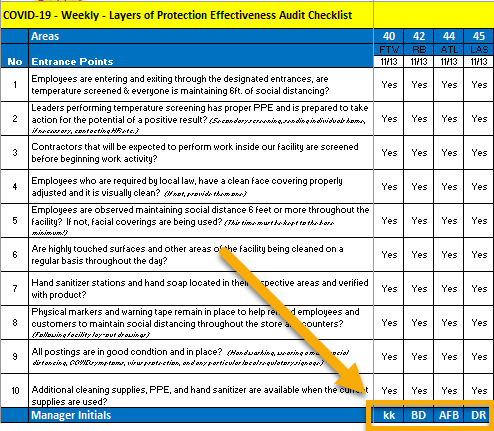 COVID-19 - Weekly - Layers of Protection Effectiveness Audit Checklist
Areas 40 42 44 45
FTW RB ATL LAS
No Entrance Points 11/13 11/13 11/13 11/13
1 Employees are entering and exiting through the designated entrances, are temperature screened & everyone is maintaining 6ft. of social distancing? Yes Yes Yes Yes
2 Leaders performing temperature screening has proper PPE and is prepared to take action for the potential of a positive result? (Secondary screening, sending individuals home, if necessary, contacting HR etc.) Yes Yes Yes Yes
3 Contractors that will be expected to perform work inside our facility are screened before beginning work activity? Yes Yes Yes Yes
4 Employees who are required by local law, have a clean face covering properly adjusted and it is visually clean? (If not, provide them one) Yes Yes Yes Yes
5 Employees are observed maintaining social distance 6 feet or more throughout the facility? If not, facial coverings are being used? (This time must be kept to the bare minimum!) Yes Yes Yes Yes
6 Are highly touched surfaces and other areas of the facility being cleaned on a regular basis throughout the day? Yes Yes Yes Yes
7 Hand sanitizer stations and hand soap located in their respective areas and verified with product? Yes Yes Yes Yes
8 Physical markers and warning tape remain in place to help employees and customers to maintain social distancing throughout the store counters? (Following facility layout drawings) Yes Yes Yes Yes
9 All postings are in good condtion and in place? (Hand washing, wearing a mask, social distancing, COVID symptoms, virus protection, and any particular local regulatory signage) Yes Yes Yes Yes
10 Additional cleaning supplies, PPE, and hand sanitizer are available when the current supplies are used? Yes Yes Yes Yes
Manager Initials kk BD AFB DR